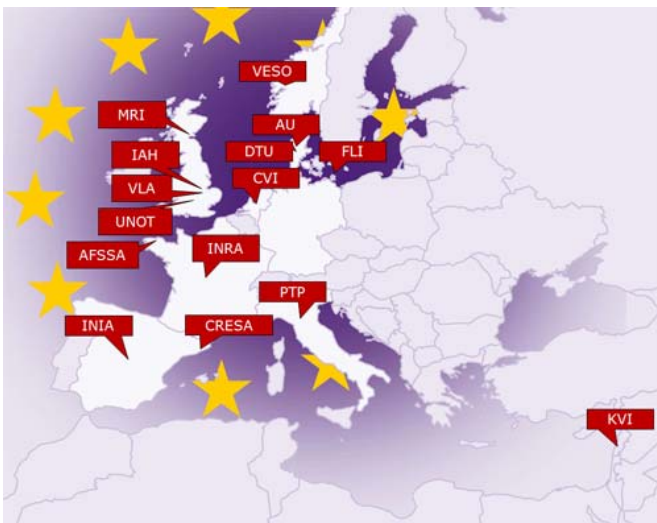 VESO
MRI
AU
IAH
DTU
FLI
VLA
CVI
UNOT
AFSSA
INRA
PTP
INIA
CRESA
KVI